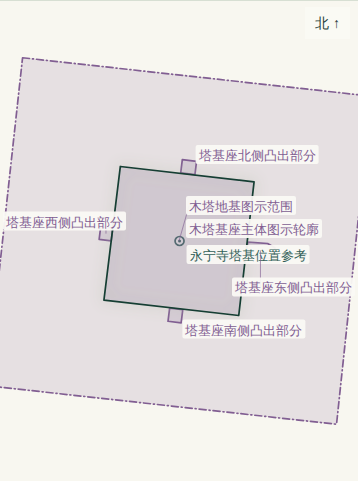 北 ↑
塔基座北侧凸出部分
木塔地基图示范围
塔基座西侧凸出部分
木塔基座主体图示轮廓
永宁寺塔基位置参考
塔基座东侧凸出部分
塔基座南侧凸出部分